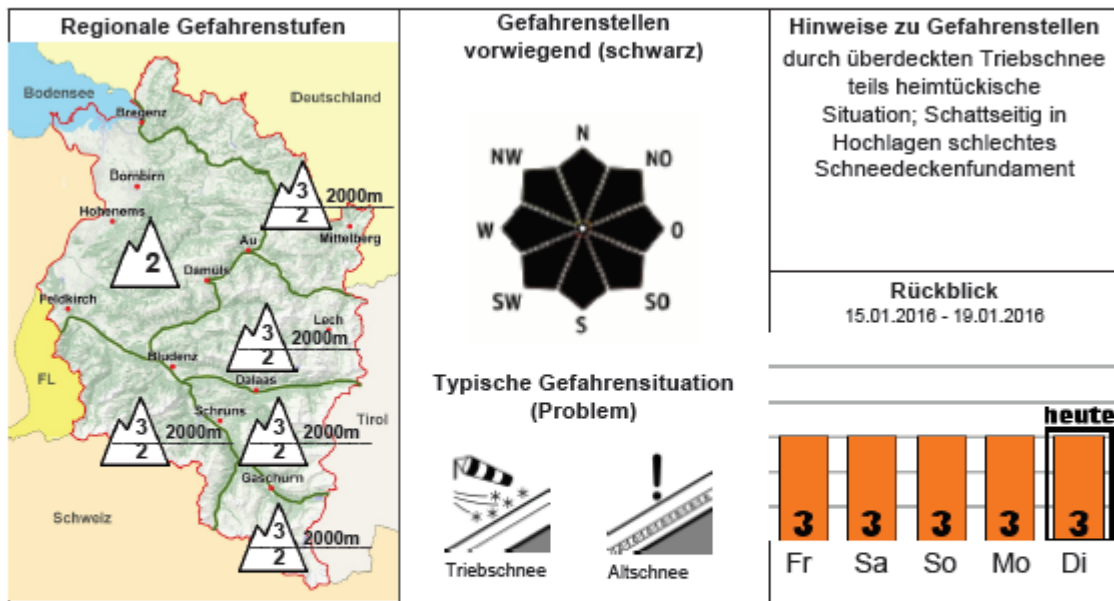 Regionale Gefahrenstufen
Bodensee
Deutschland
Bregenz
Dornbirn
3
2000m
2
Hohenems
Mittelberg
Au
2
Damüls
Feldkirch
Lech
3
2000m
2
Bludenz
FL
Dalaas
Tirol
Schruns
3
2000m
2
3
2000m
2
Gaschurn
Schweiz
3
2000m
2
Gefahrenstellen
vorwiegend (schwarz)
N
NW
NO
W
O
SW
SO
S
Typische Gefahrensituation
(Problem)
Triebschnee
Altschnee
Hinweise zu Gefahrenstellen
durch überdeckten Triebschnee
teils heimtückische
Situation; Schattseitig in
Hochlagen schlechtes
Schneedeckenfundament
Rückblick
15.01.2016 - 19.01.2016
heute
3 3 3 3 3
Fr Sa So Mo Di